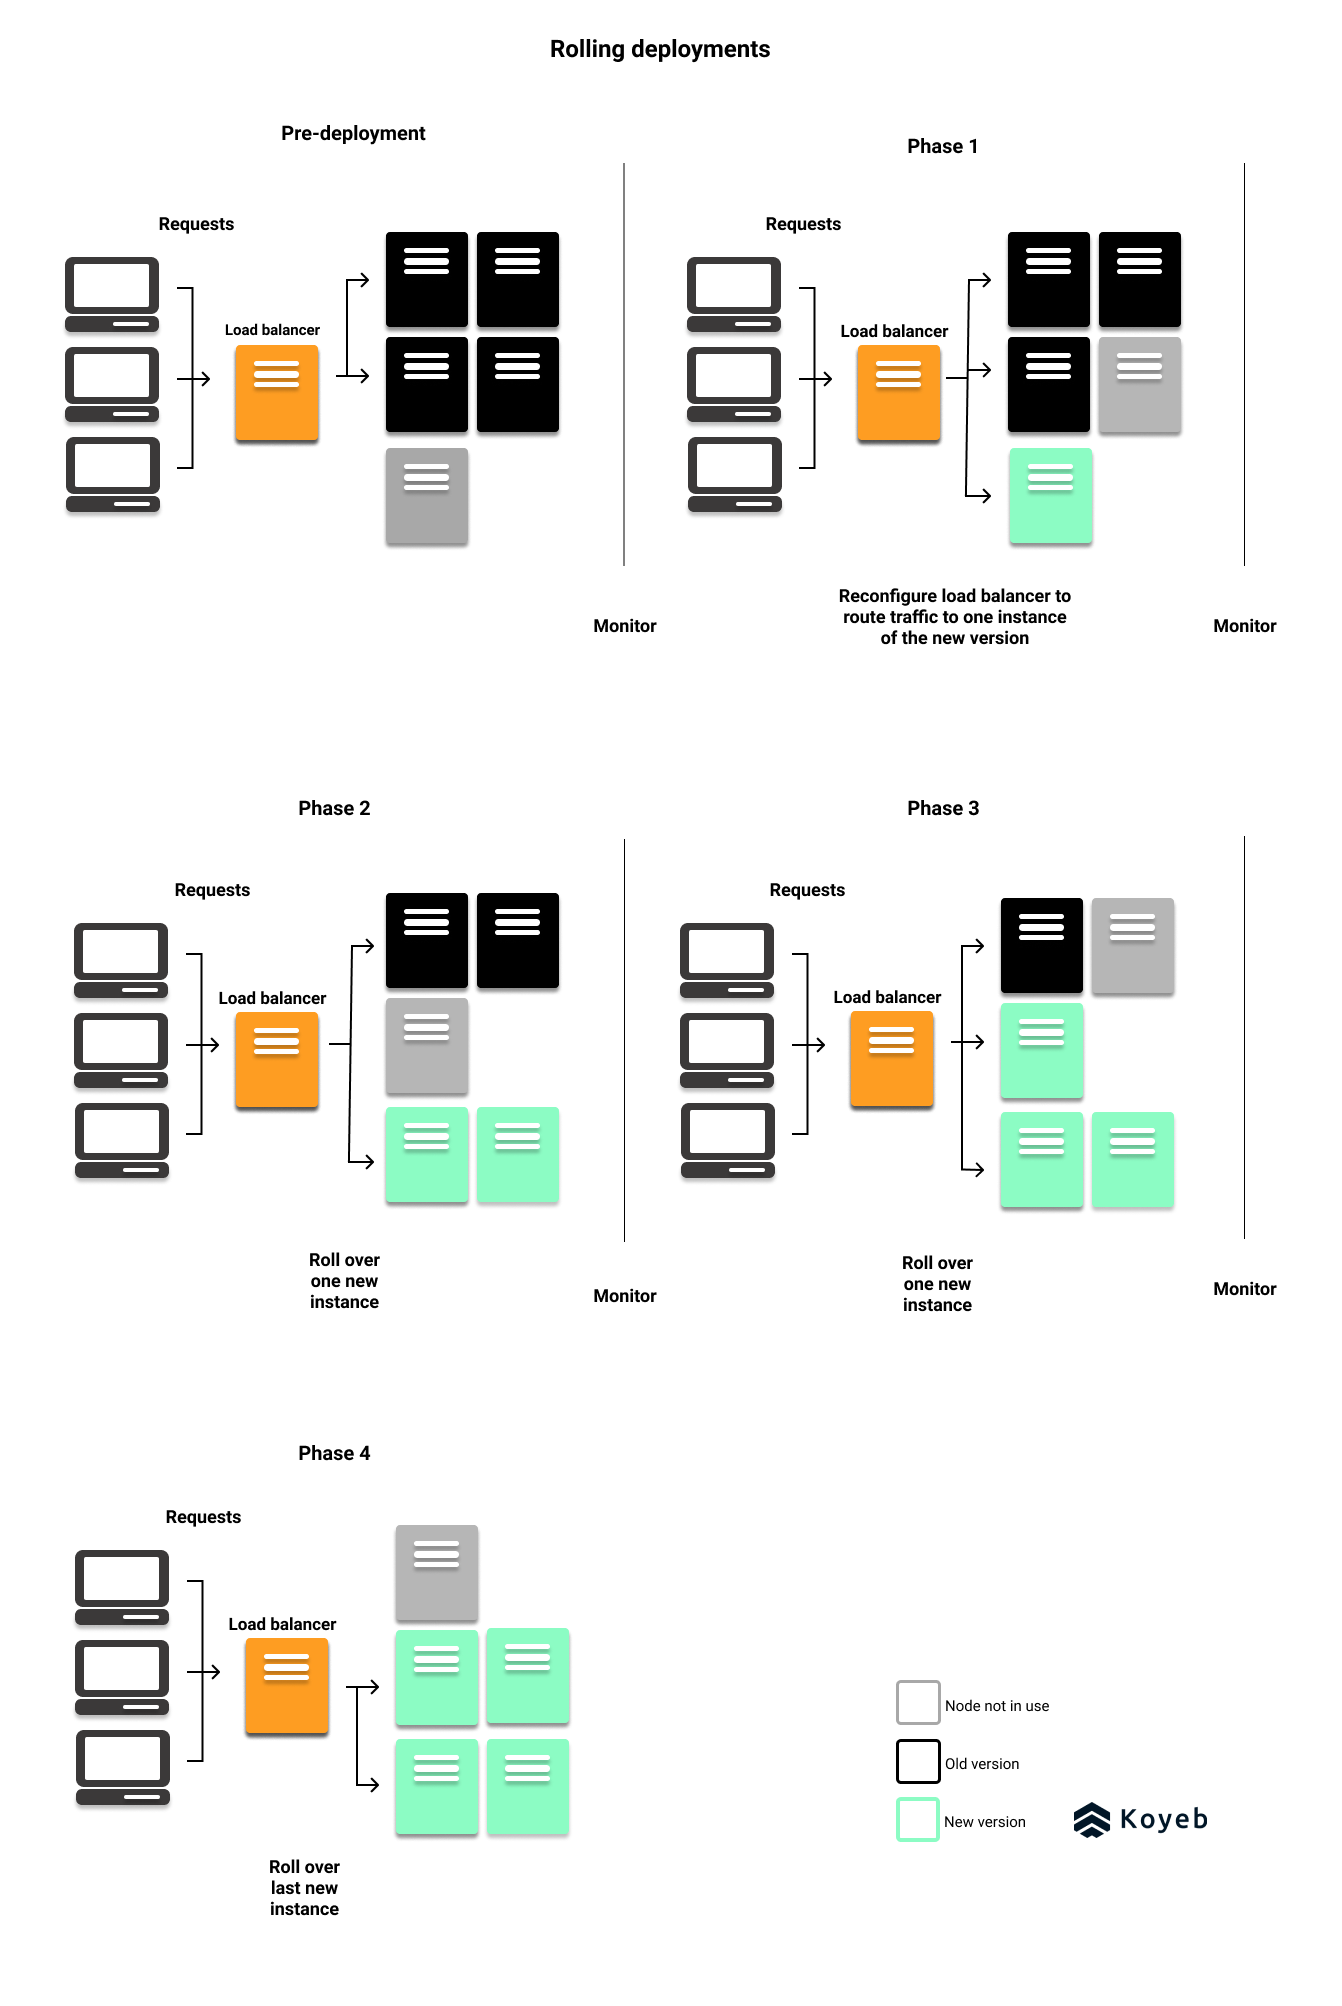 Rolling deployments
Pre-deployment
Requests
Load balancer
Monitor
Phase 1
Requests
Load balancer
Reconfigure load balancer to
route traffic to one instance
of the new version
Monitor
Phase 2
Requests
Load balancer
Roll over
one new
instance
Monitor
Phase 3
Requests
Load balancer
Roll over
one new
instance
Monitor
Phase 4
Requests
Load balancer
Roll over
last new
instance
Node not in use
Old version
New version
Koyeb